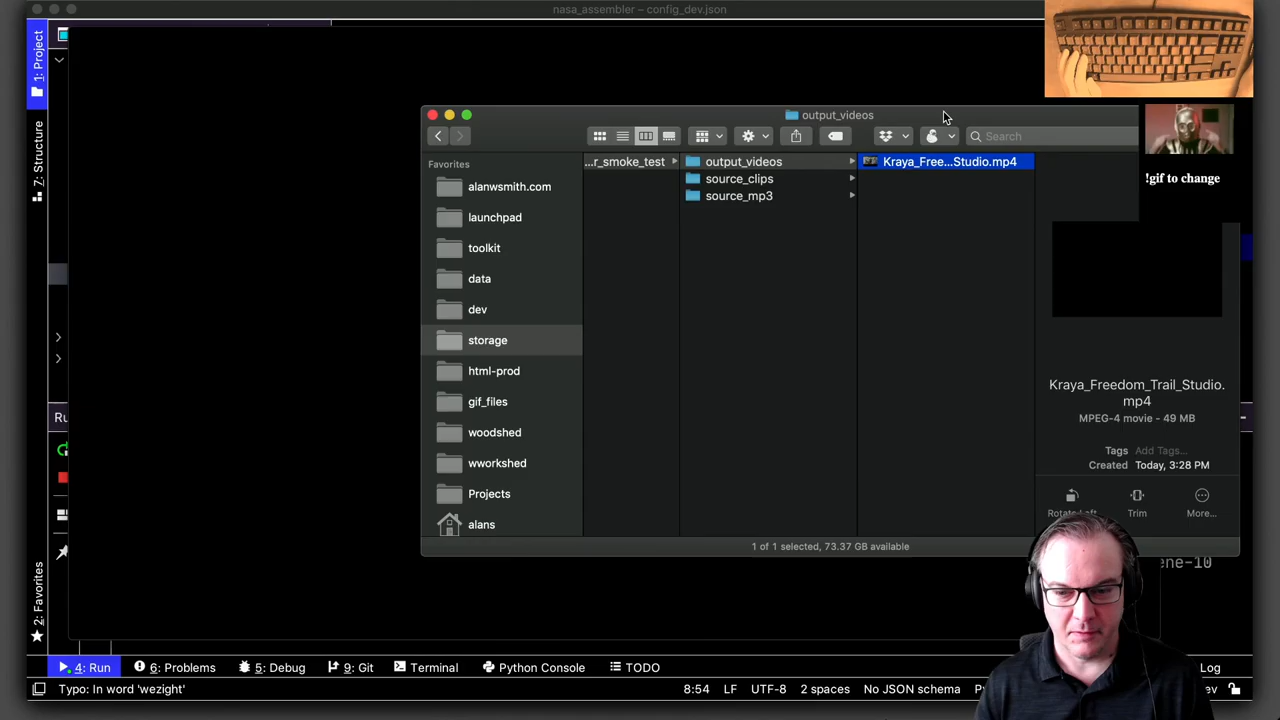 nasa_assembler – config_dev.json
1: Project
7: Structure
2: Favorites
output_videos
Search
Favorites
alanwsmith.com
launchpad
toolkit
data
dev
storage
html-prod
gif_files
woodshed
wworkshed
Projects
alans
...r_smoke_test
output_videos
source_clips
source_mp3
Kraya_Free...Studio.mp4
!gif to change
Kraya_Freedom_Trail_Studio.
mp4
MPEG-4 movie - 49 MB
Tags Add Tags...
Created Today, 3:28 PM
Rotate Left Trim More...
1 of 1 selected, 73.37 GB available
Ru
ene-10
4: Run 6: Problems 5: Debug 9: Git Terminal Python Console TODO Log
Typo: In word 'wezight' 8:54 LF UTF-8 2 spaces No JSON schema